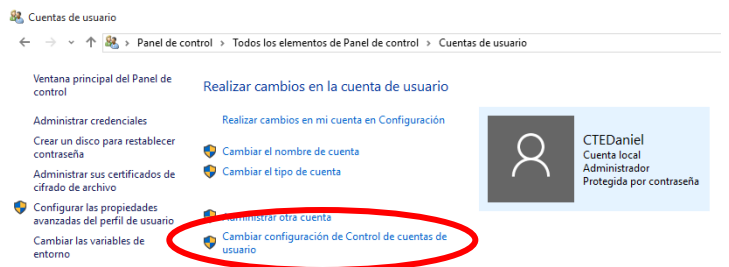 Cuentas de usuario
Panel de control > Todos los elementos de Panel de control > Cuentas de usuario
Ventana principal del Panel de
control
Administrar credenciales
Crear un disco para restablecer
contraseña
Administrar sus certificados de
cifrado de archivo
Configurar las propiedades
avanzadas del perfil de usuario
Cambiar las variables de
entorno
Realizar cambios en la cuenta de usuario
Realizar cambios en mi cuenta en Configuración
Cambiar el nombre de cuenta
Cambiar el tipo de cuenta
Administrar otra cuenta
Cambiar configuración de Control de cuentas de
usuario
CTEDaniel
Cuenta local
Administrador
Protegida por contraseña